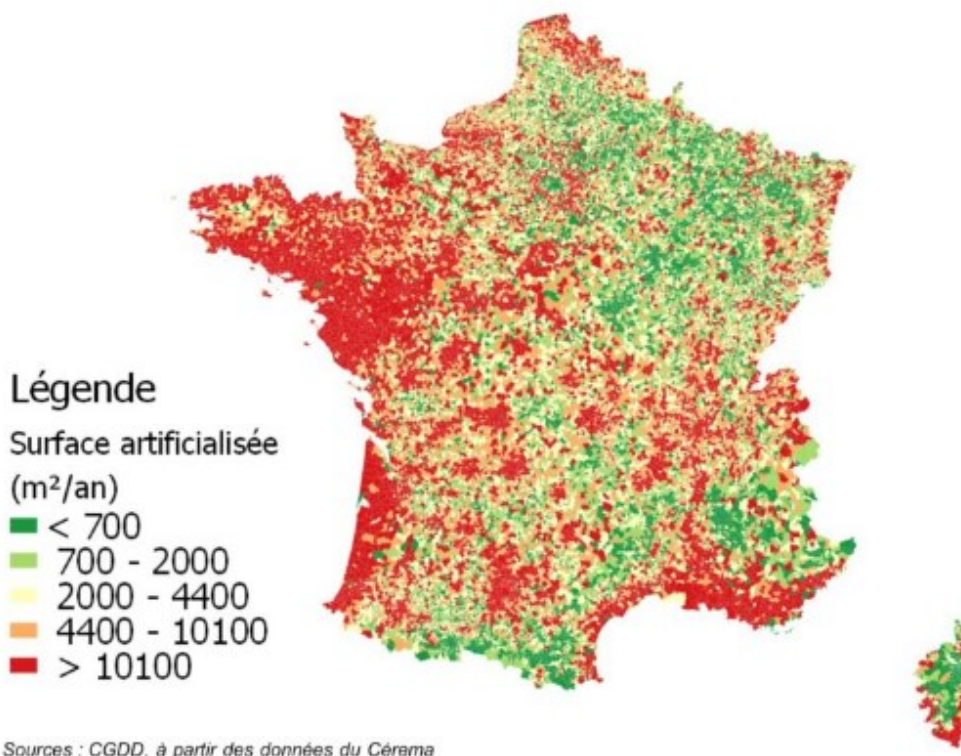 Légende
Surface artificialisée
(m²/an)
< 700
700 - 2000
2000 - 4400
4400 - 10100
> 10100
Sources : CGDD, à partir des données du Cérema